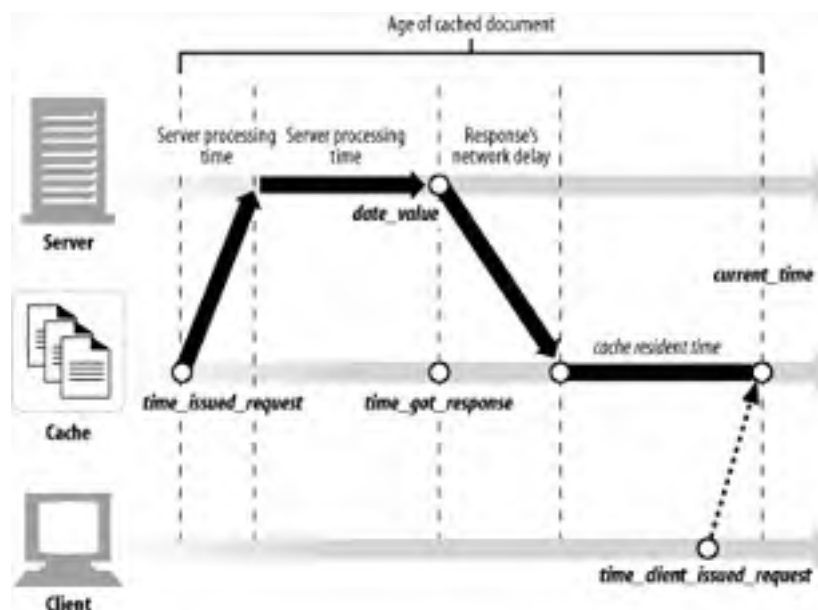 Age of cached document
Server processing
time
Server processing
time
Response's
network delay
date_value
Server
current_time
cache resident time
time_issued_request
time_got_response
Cache
time_client_issued_request
Client